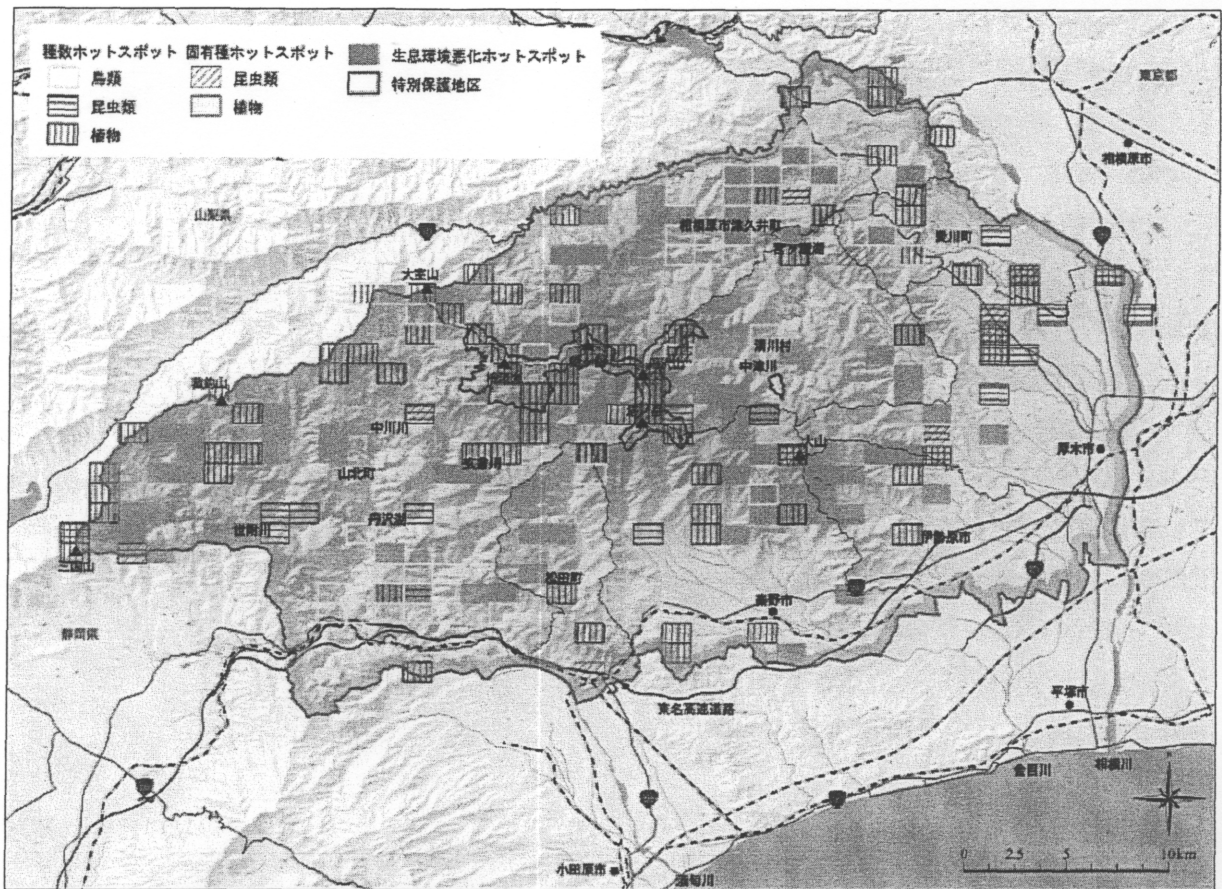 種数ホットスポット 固有種ホットスポット
鳥類
昆虫類
植物
昆虫類
植物
生息環境悪化ホットスポット
特別保護地区
東京都
相模原市
山梨県
相模原市津久井町
愛川町
大室山
清川村
中津川
菰釣山
中川川
大山
厚木市
玄倉川
山北町
丹沢湖
世附川
伊勢原市
三国山
松田町
秦野市
静岡県
平塚市
東名高速道路
金目川
相模川
小田原市
酒匂川
0 2.5 5 10km